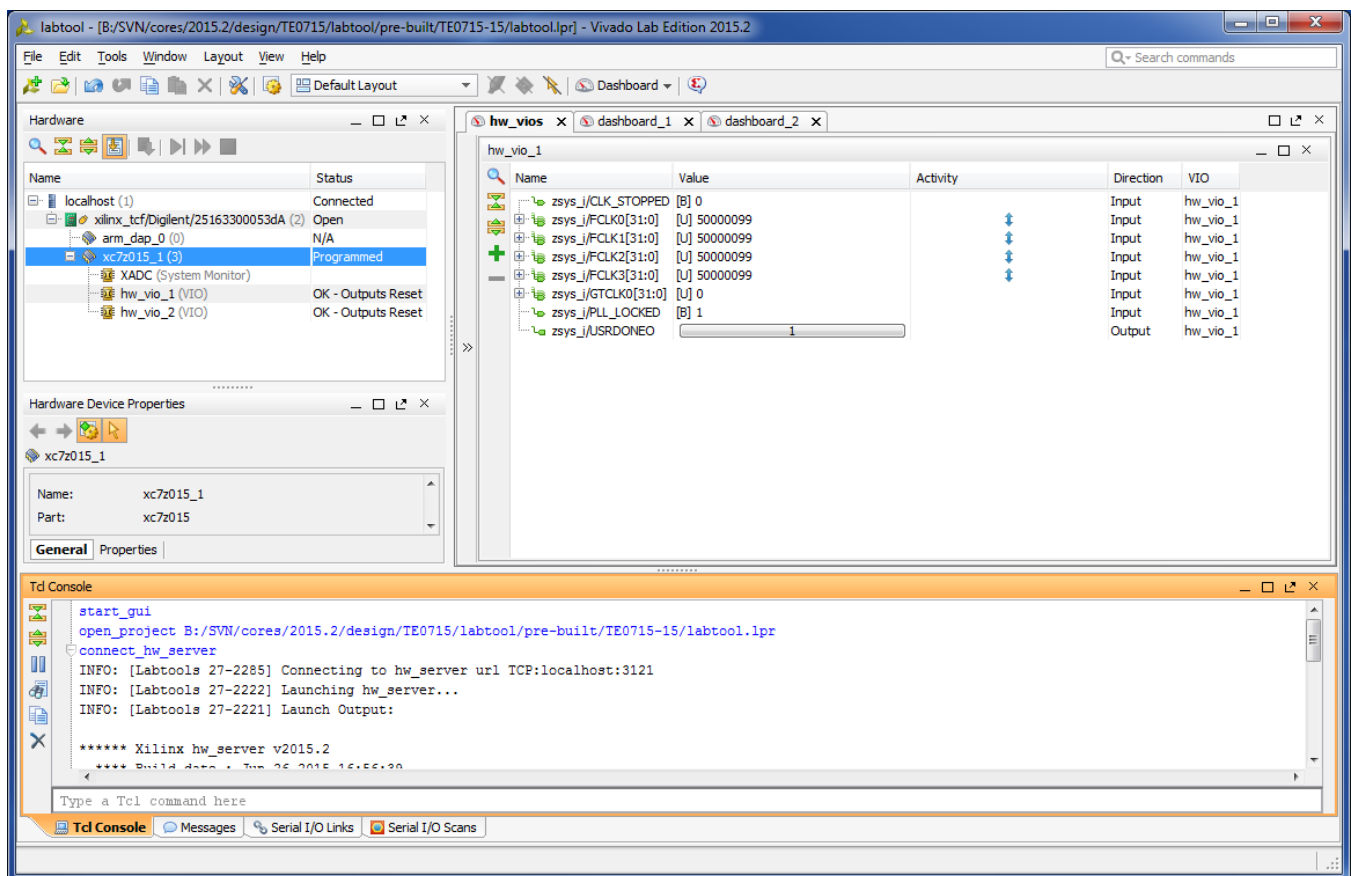 labtool - [B:/SVN/cores/2015.2/design/TE0715/labtool/pre-built/TE0715-15/labtool.lpr] - Vivado Lab Edition 2015.2
File Edit Tools Window Layout View Help
Search commands
Default Layout
Dashboard
Hardware
Name Status
localhost (1) Connected
xilinx_tcf/Digilent/25163300053dA (2) Open
arm_dap_0 (0) N/A
xc7z015_1 (3) Programmed
XADC (System Monitor)
hw_vio_1 (VIO) OK - Outputs Reset
hw_vio_2 (VIO) OK - Outputs Reset
Hardware Device Properties
xc7z015_1
Name: xc7z015_1
Part: xc7z015
General Properties
hw_vios dashboard_1 dashboard_2
hw_vio_1
Name Value Activity Direction VIO
zsys_i/CLK_STOPPED [B] 0 Input hw_vio_1
zsys_i/FCLK0[31:0] [U] 50000099 Input hw_vio_1
zsys_i/FCLK1[31:0] [U] 50000099 Input hw_vio_1
zsys_i/FCLK2[31:0] [U] 50000099 Input hw_vio_1
zsys_i/FCLK3[31:0] [U] 50000099 Input hw_vio_1
zsys_i/GTCLK0[31:0] [U] 0 Input hw_vio_1
zsys_i/PLL_LOCKED [B] 1 Input hw_vio_1
zsys_i/USRDONEO 1 Output hw_vio_1
Tcl Console
start_gui
open_project B:/SVN/cores/2015.2/design/TE0715/labtool/pre-built/TE0715-15/labtool.lpr
connect_hw_server
INFO: [Labtools 27-2285] Connecting to hw_server url TCP:localhost:3121
INFO: [Labtools 27-2222] Launching hw_server...
INFO: [Labtools 27-2221] Launch Output:
****** Xilinx hw_server v2015.2
**** Build date : Jun 26 2015 16:56:39
Type a Tcl command here
Tcl Console Messages Serial I/O Links Serial I/O Scans